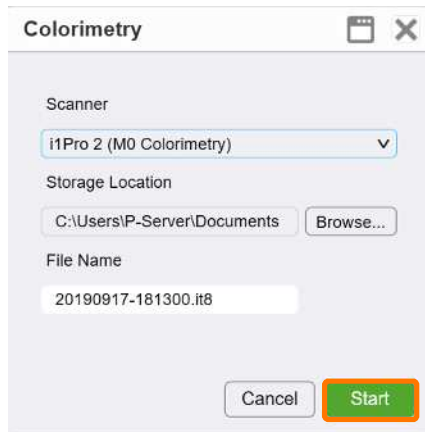 Colorimetry
Scanner
i1Pro 2 (M0 Colorimetry)
Storage Location
C:\Users\P-Server\Documents Browse...
File Name
20190917-181300.it8
Cancel Start